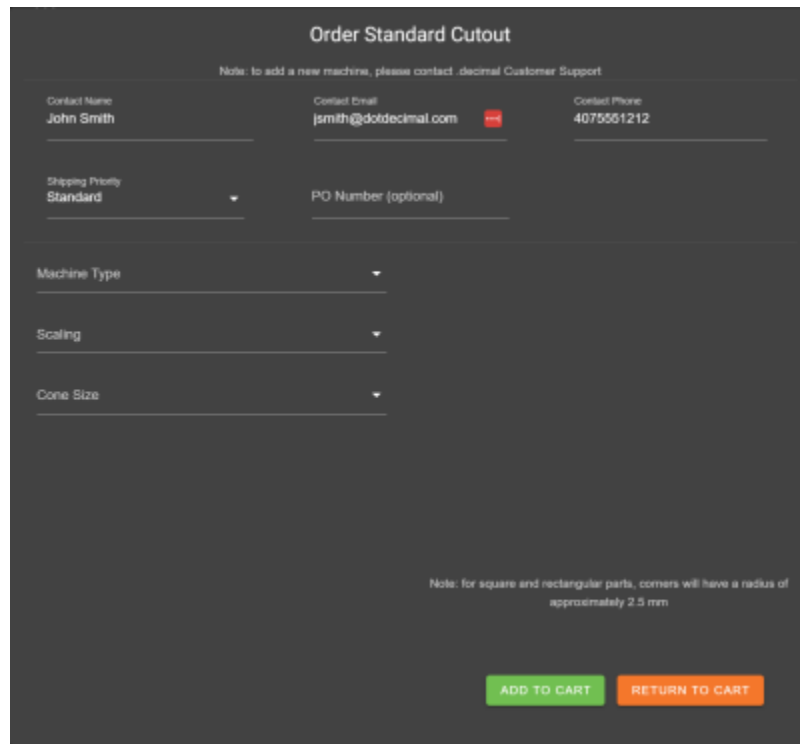 Order Standard Cutout
Note: to add a new machine, please contact .decimal Customer Support
Contact Name
John Smith
Contact Email
jsmith@dotdecimal.com
Contact Phone
4075551212
Shipping Priority
Standard
PO Number (optional)
Machine Type
Scaling
Cone Size
Note: for square and rectangular parts, corners will have a radius of
approximately 2.5 mm
ADD TO CART
RETURN TO CART